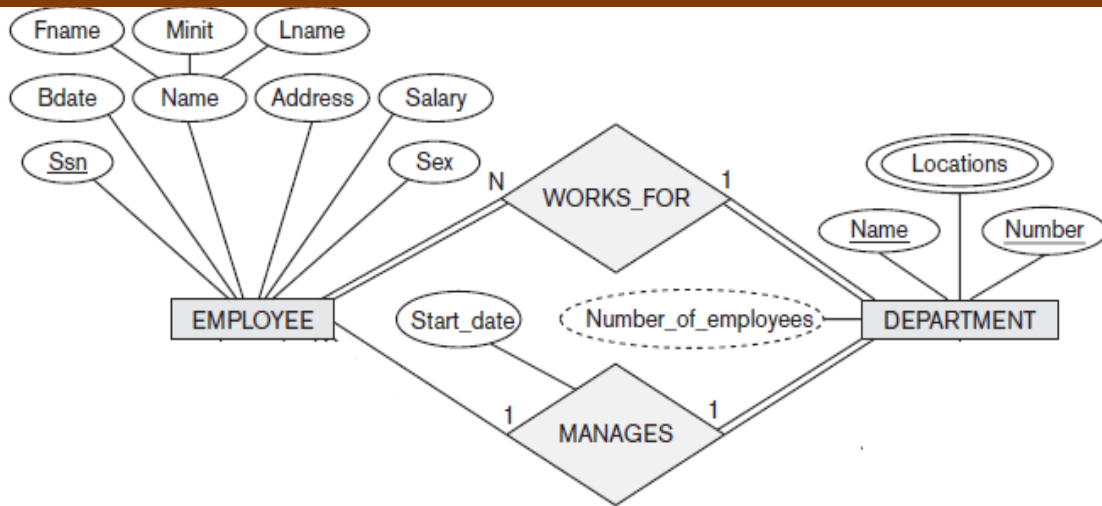 Fname Minit Lname
Bdate Name Address Salary
Ssn Sex
Locations
N WORKS_FOR 1
Name Number
EMPLOYEE Start_date Number_of_employees DEPARTMENT
1 MANAGES 1